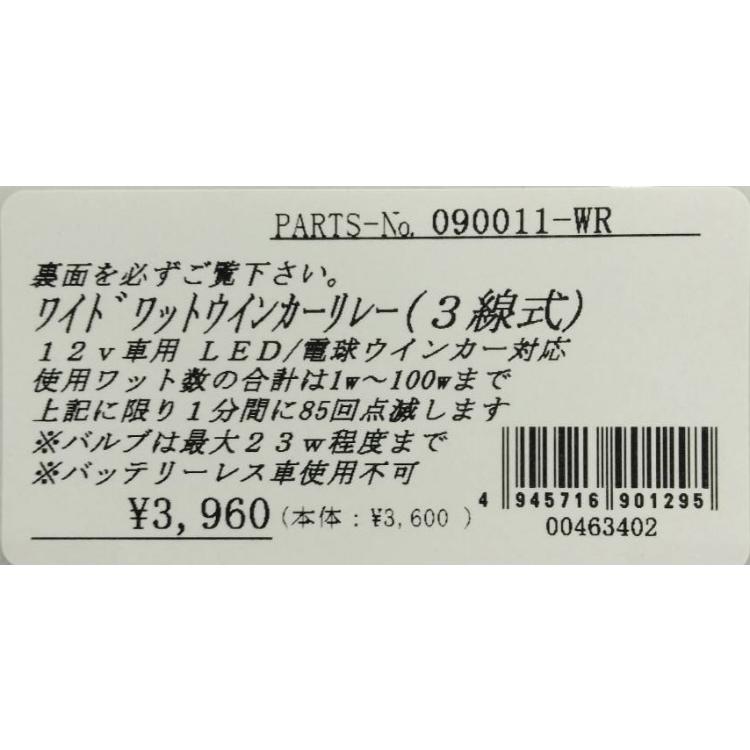 PARTS-No. 090011-WR
裏面を必ずご覧下さい。
ワイドワットウインカーリレー(3線式)
12v車用 LED/電球ウインカー対応
使用ワット数の合計は1w~100wまで
上記に限り1分間に85回点滅します
※バルブは最大23w程度まで
※バッテリーレス車使用不可
¥3,960(本体:¥3,600 )
4 945716 901295
00463402